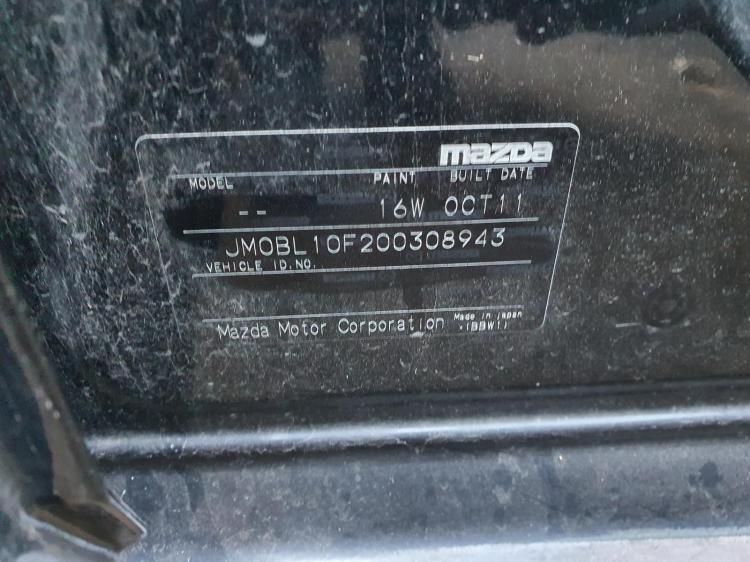 mazda
MODEL PAINT BUILT DATE
-- 16W OCT11
JM0BL10F200308943
VEHICLE ID.NO.
Mazda Motor Corporation Made in Japan
*(BBW1)